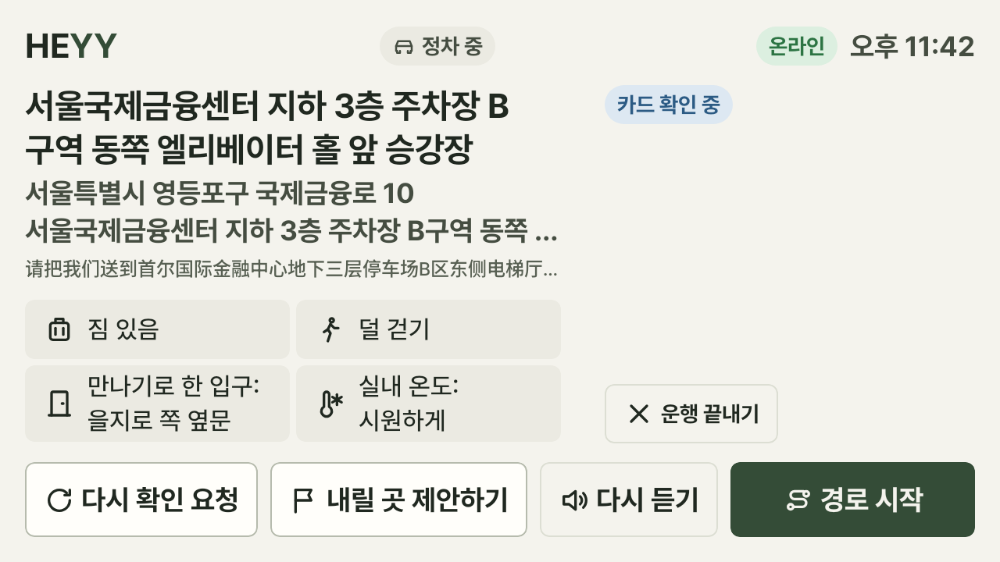 HEYY
정차 중
온라인
오후 11:42
서울국제금융센터 지하 3층 주차장 B
구역 동쪽 엘리베이터 홀 앞 승강장
카드 확인 중
서울특별시 영등포구 국제금융로 10
서울국제금융센터 지하 3층 주차장 B구역 동쪽 ...
请把我们送到首尔国际金融中心地下三层停车场B区东侧电梯厅...
짐 있음
덜 걷기
만나기로 한 입구:
을지로 쪽 옆문
실내 온도:
시원하게
운행 끝내기
다시 확인 요청
내릴 곳 제안하기
다시 듣기
경로 시작